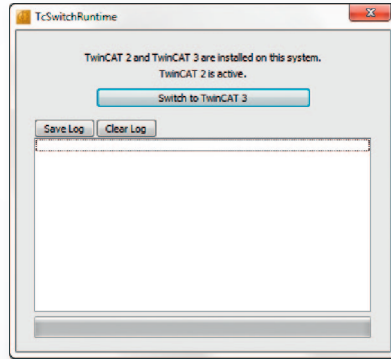 TcSwitchRuntime
TwinCAT 2 and TwinCAT 3 are installed on this system.
TwinCAT 2 is active.
Switch to TwinCAT 3
Save Log Clear Log